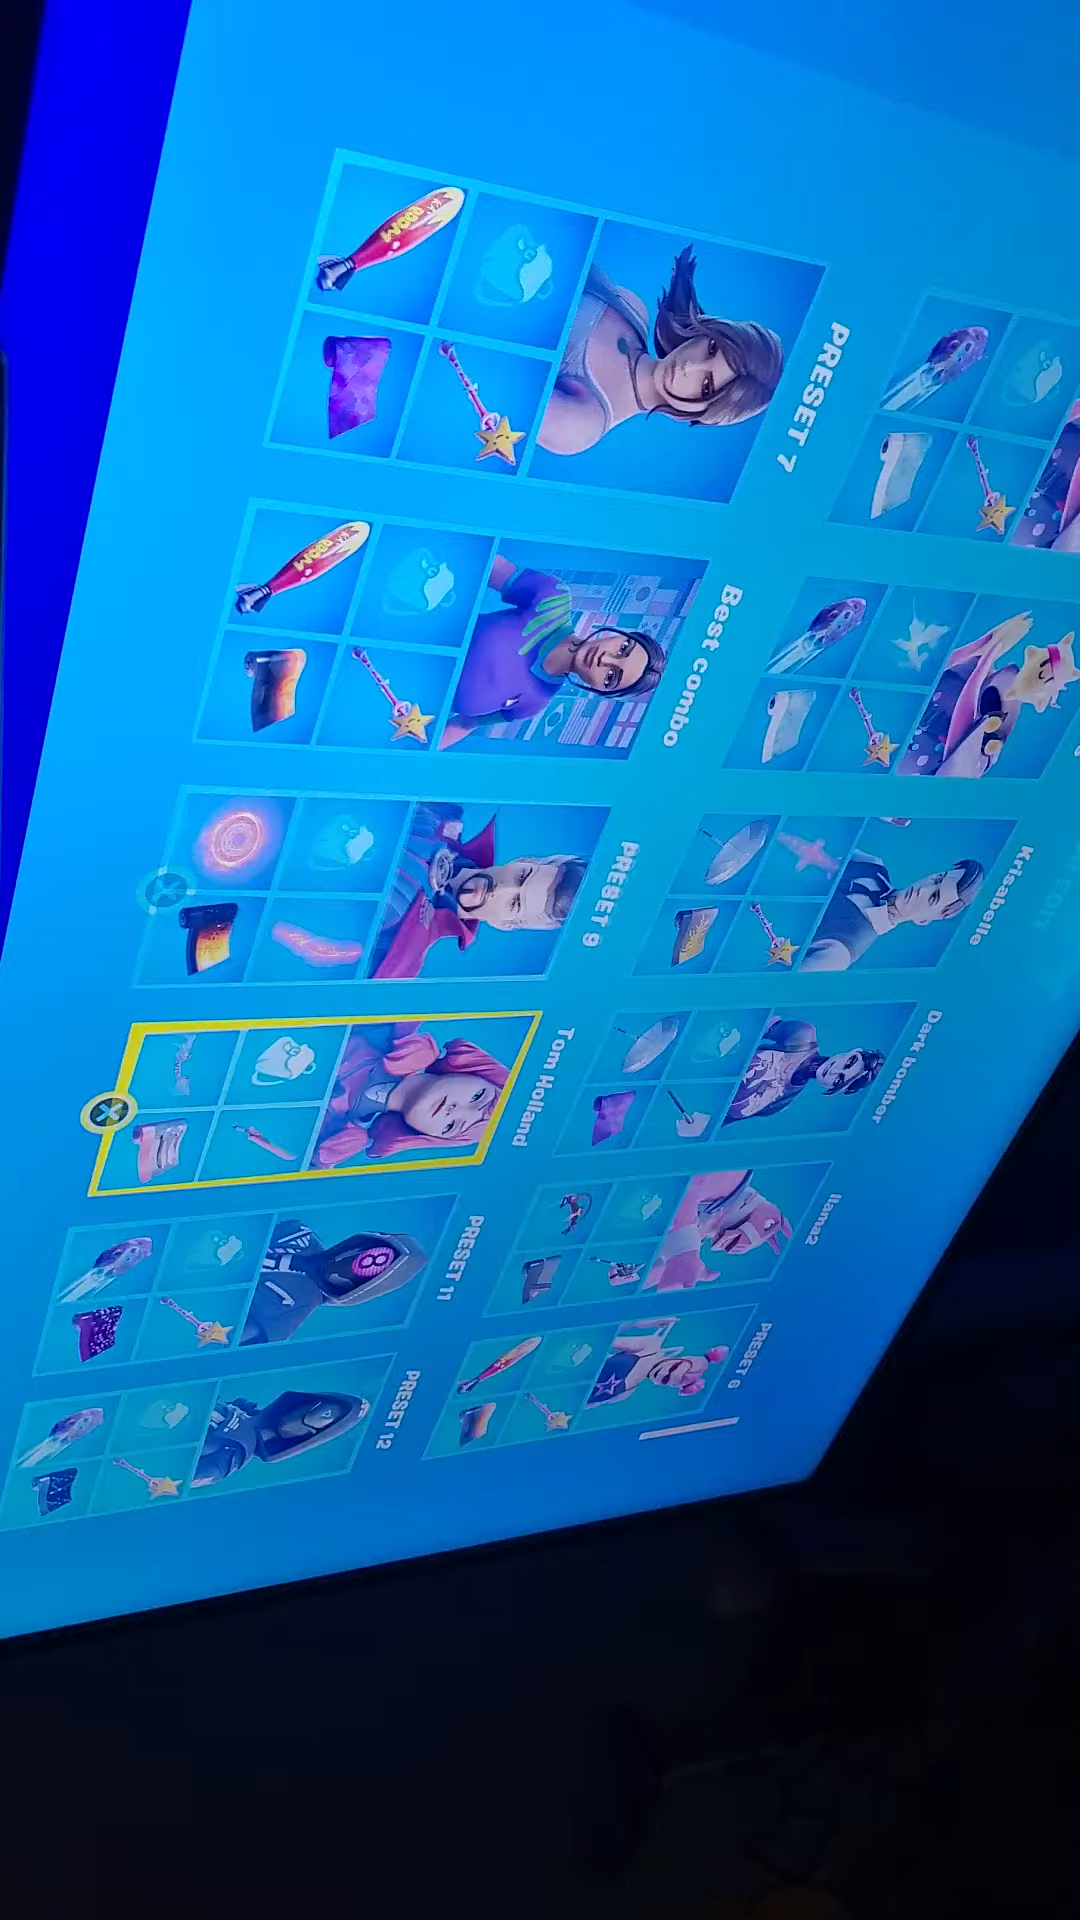 Krisabelle
Dark bomber
llama2
PRESET 6
PRESET 7
Best combo
PRESET 9
Tom Holland
PRESET 11
PRESET 12
BOOM
BOOM
8